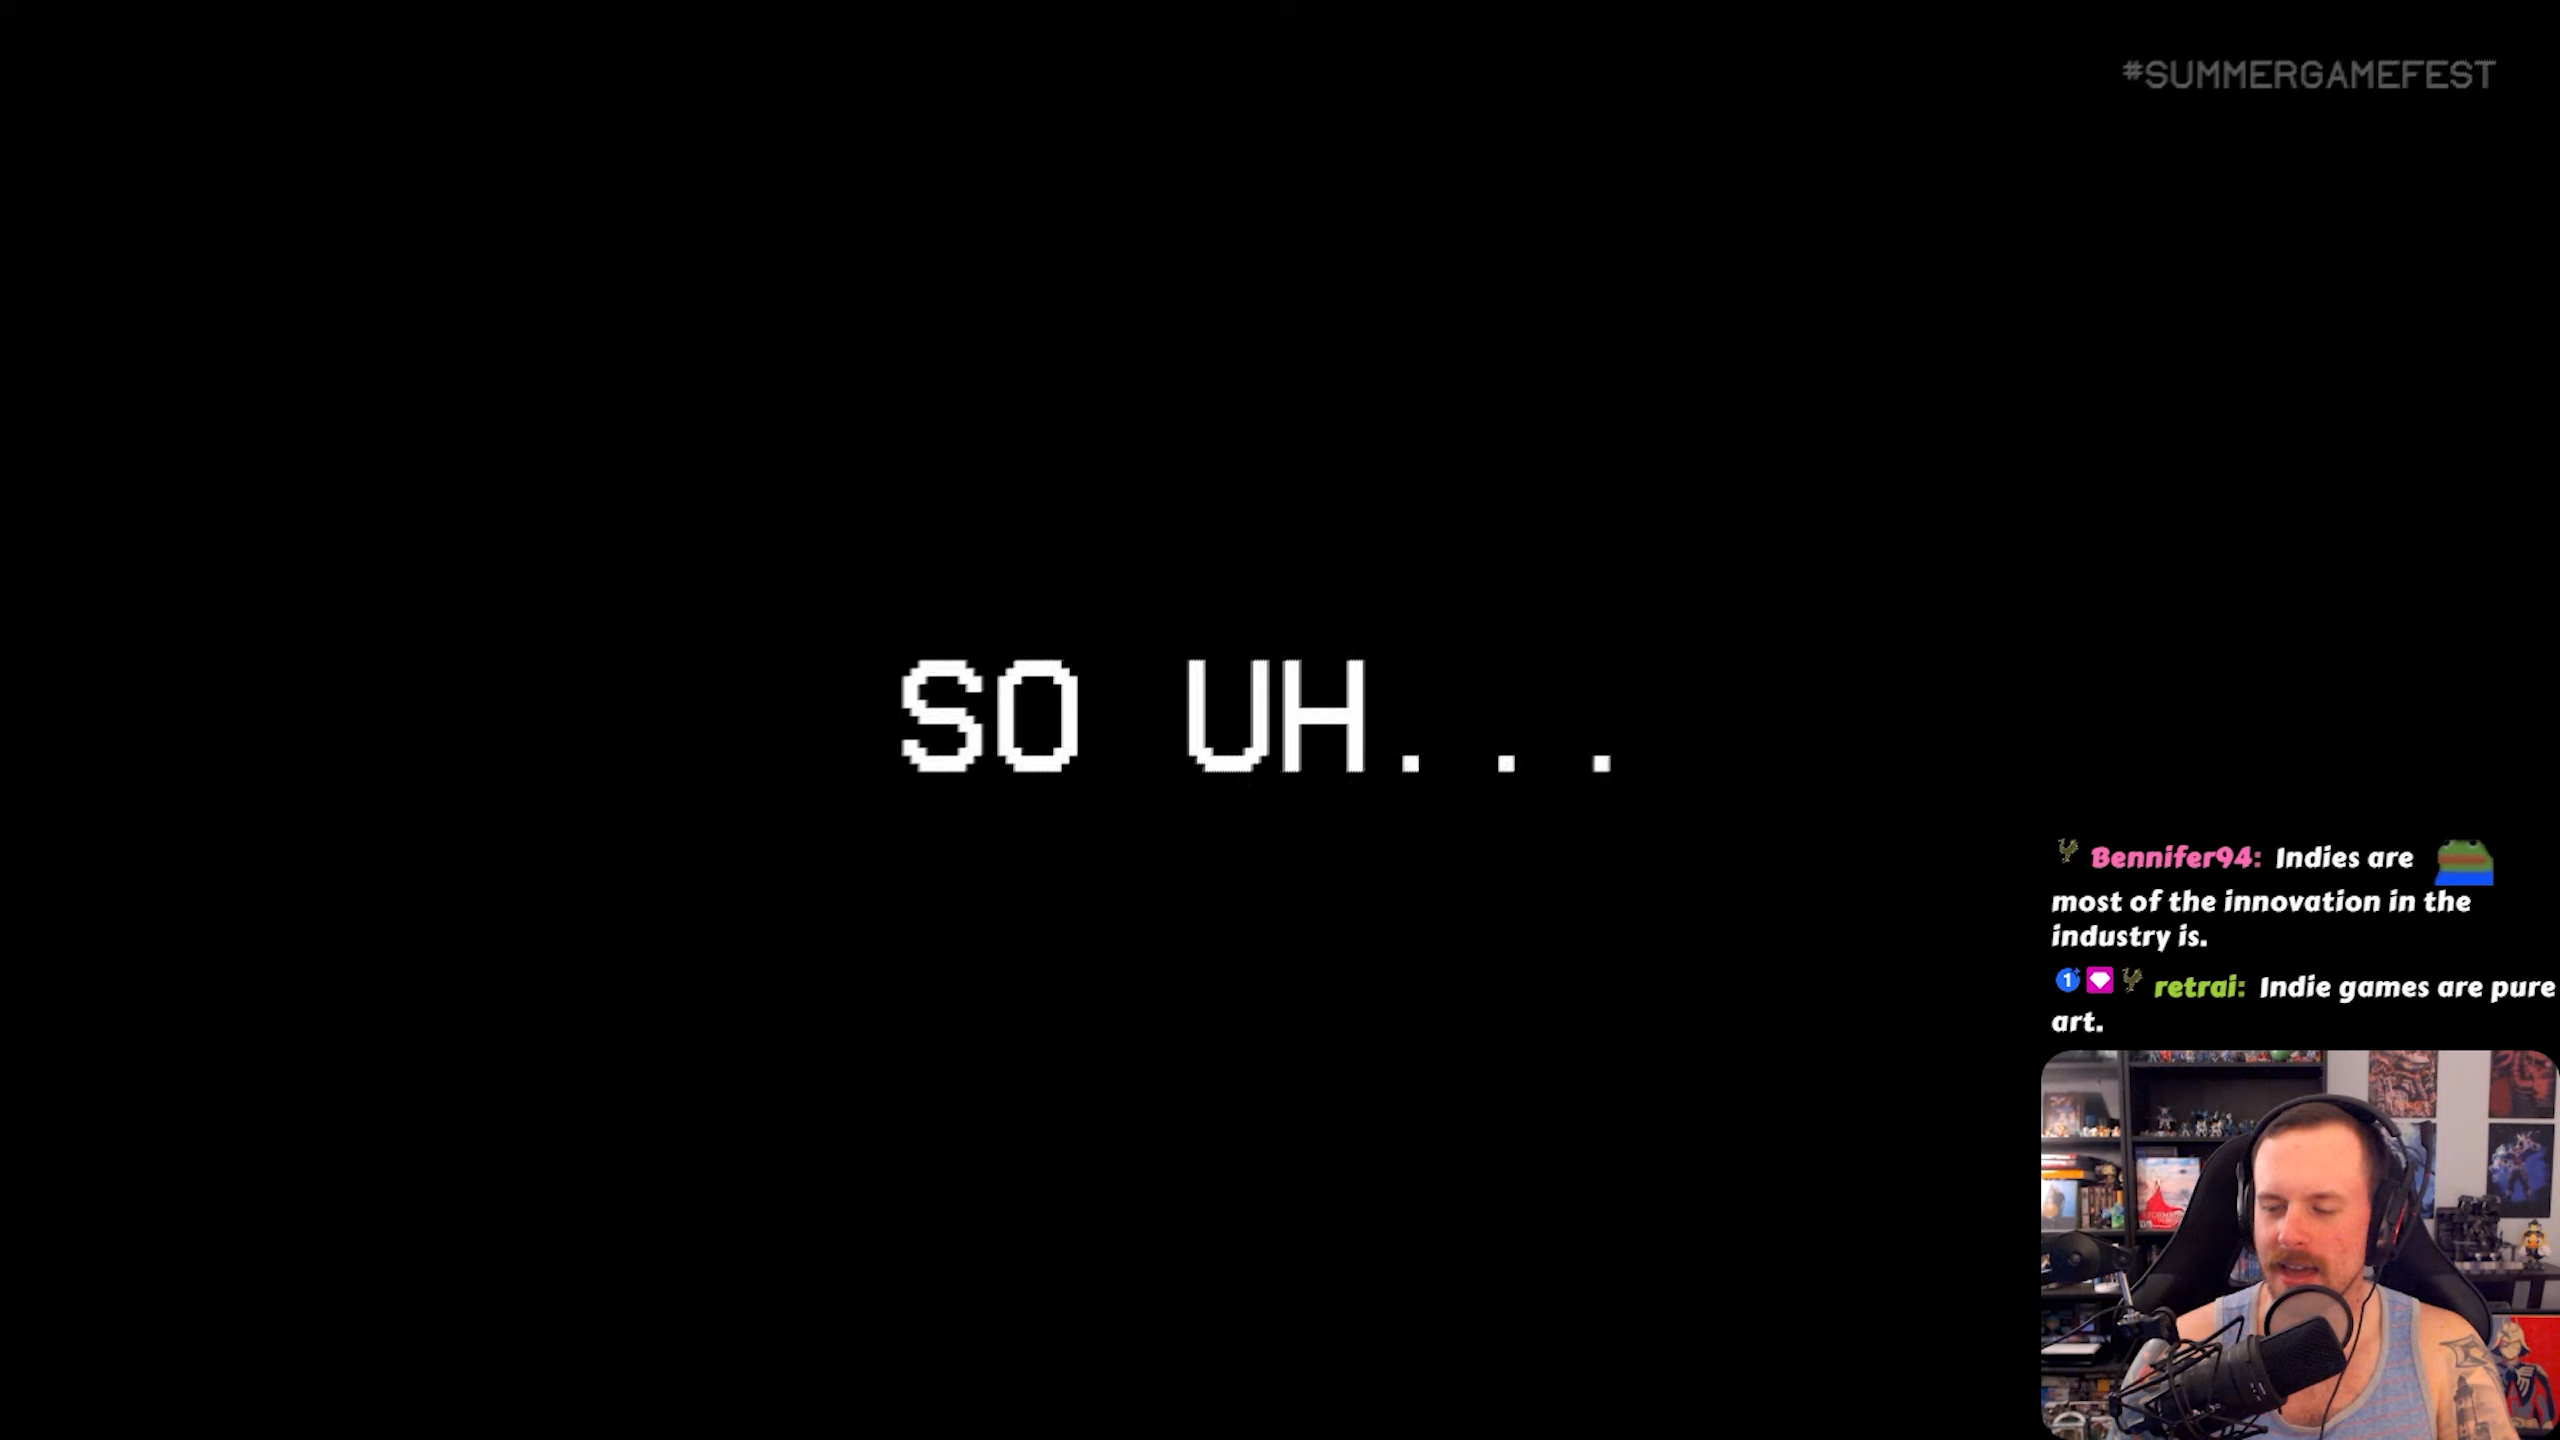 #SUMMERGAMEFEST
SO UH...
Bennifer94: Indies are
most of the innovation in the
industry is.
1 retrai: Indie games are pure
art.